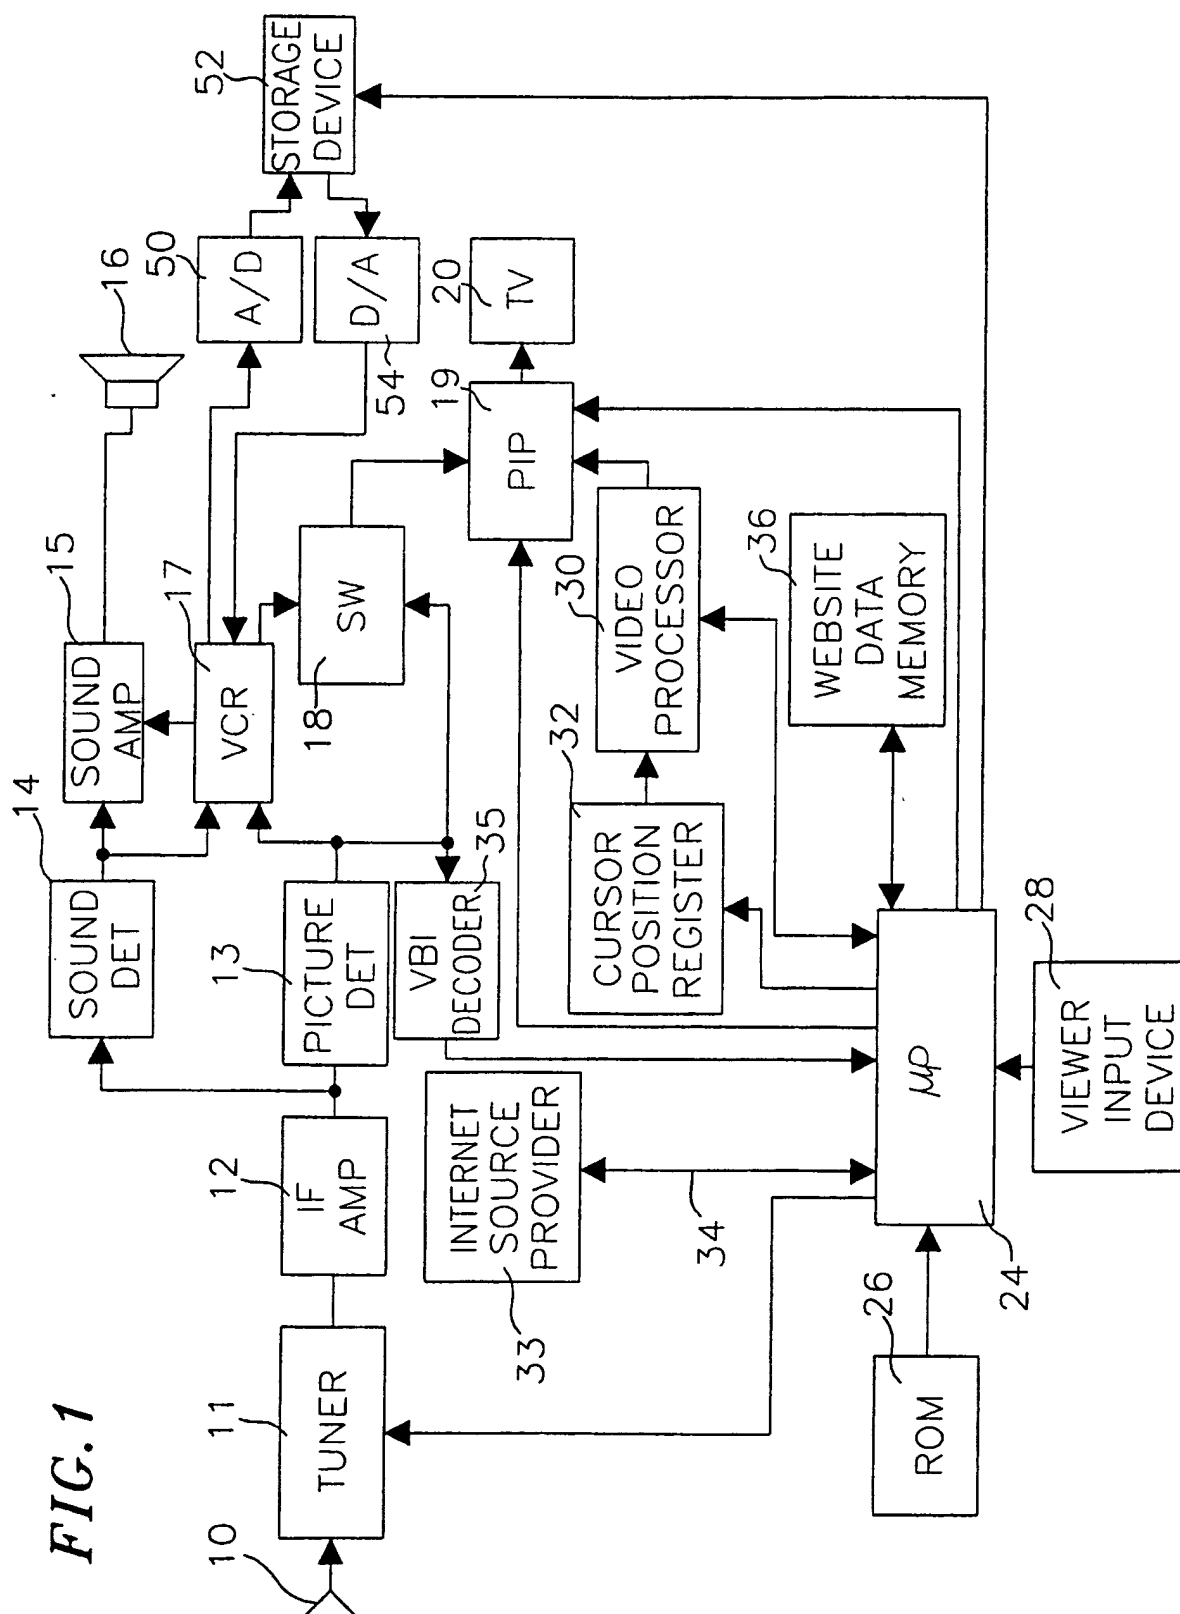 FIG.1
10
11
TUNER
12
IF
AMP
13
PICTURE
DET
14
SOUND
DET
15
SOUND
AMP
16
17
VCR
18
SW
50
A/D
52
STORAGE
DEVICE
54
D/A
19
PIP
20
TV
35
VBI
DECODER
33
INTERNET
SOURCE
PROVIDER
34
32
CURSOR
POSITION
REGISTER
30
VIDEO
PROCESSOR
36
WEBSITE
DATA
MEMORY
26
ROM
24
μP
28
VIEWER
INPUT
DEVICE